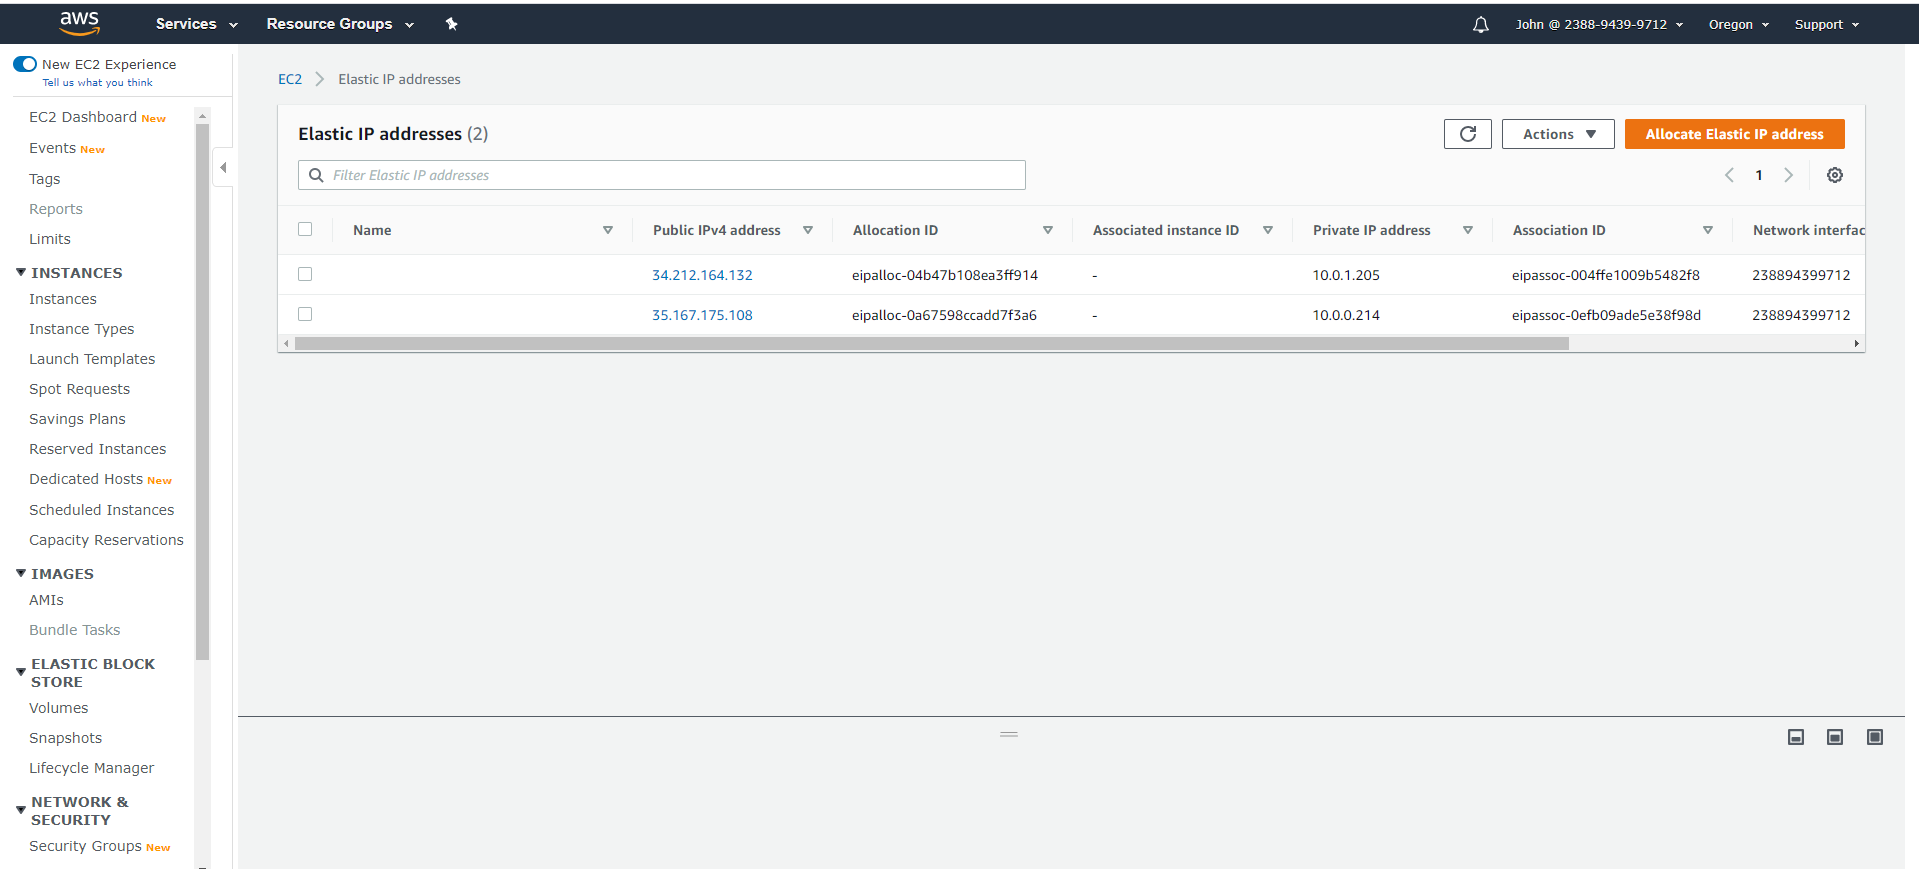 aws Services Resource Groups John @ 2388-9439-9712 Oregon Support
New EC2 Experience
Tell us what you think
EC2 Dashboard New
Events New
Tags
Reports
Limits
INSTANCES
Instances
Instance Types
Launch Templates
Spot Requests
Savings Plans
Reserved Instances
Dedicated Hosts New
Scheduled Instances
Capacity Reservations
IMAGES
AMIs
Bundle Tasks
ELASTIC BLOCK
STORE
Volumes
Snapshots
Lifecycle Manager
NETWORK &
SECURITY
Security Groups New
EC2 Elastic IP addresses
Elastic IP addresses (2) Actions Allocate Elastic IP address
Filter Elastic IP addresses 1
Name Public IPv4 address Allocation ID Associated instance ID Private IP address Association ID Network interfac
34.212.164.132 eipalloc-04b47b108ea3ff914 - 10.0.1.205 eipassoc-004ffe1009b5482f8 238894399712
35.167.175.108 eipalloc-0a67598ccadd7f3a6 - 10.0.0.214 eipassoc-0efb09ade5e38f98d 238894399712